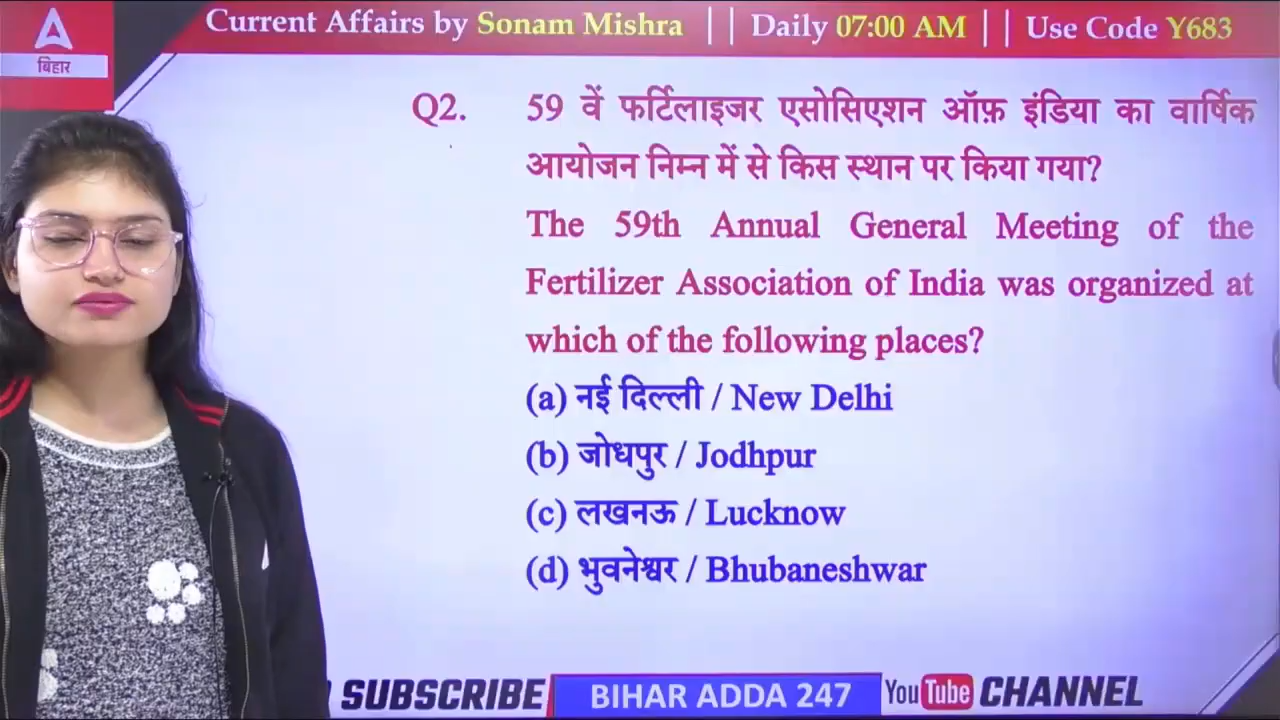 Current Affairs by Sonam Mishra || Daily 07:00 AM || Use Code Y683
A
बिहार
Q2. 59 वें फर्टिलाइजर एसोसिएशन ऑफ़ इंडिया का वार्षिक
आयोजन निम्न में से किस स्थान पर किया गया?
The 59th Annual General Meeting of the
Fertilizer Association of India was organized at
which of the following places?
(a) नई दिल्ली / New Delhi
(b) जोधपुर / Jodhpur
(c) लखनऊ / Lucknow
(d) भुवनेश्वर / Bhubaneshwar
SUBSCRIBE BIHAR ADDA 247 YouTube CHANNEL